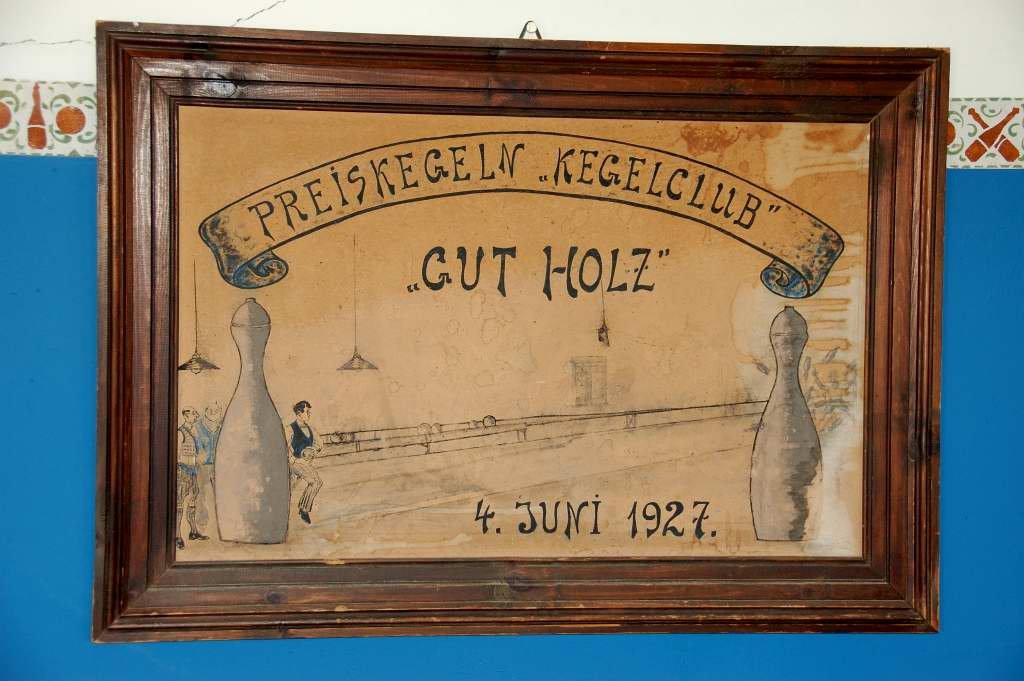 PREISKEGELN „KEGELCLUB”
„GUT HOLZ”
4. JUNI 1927.